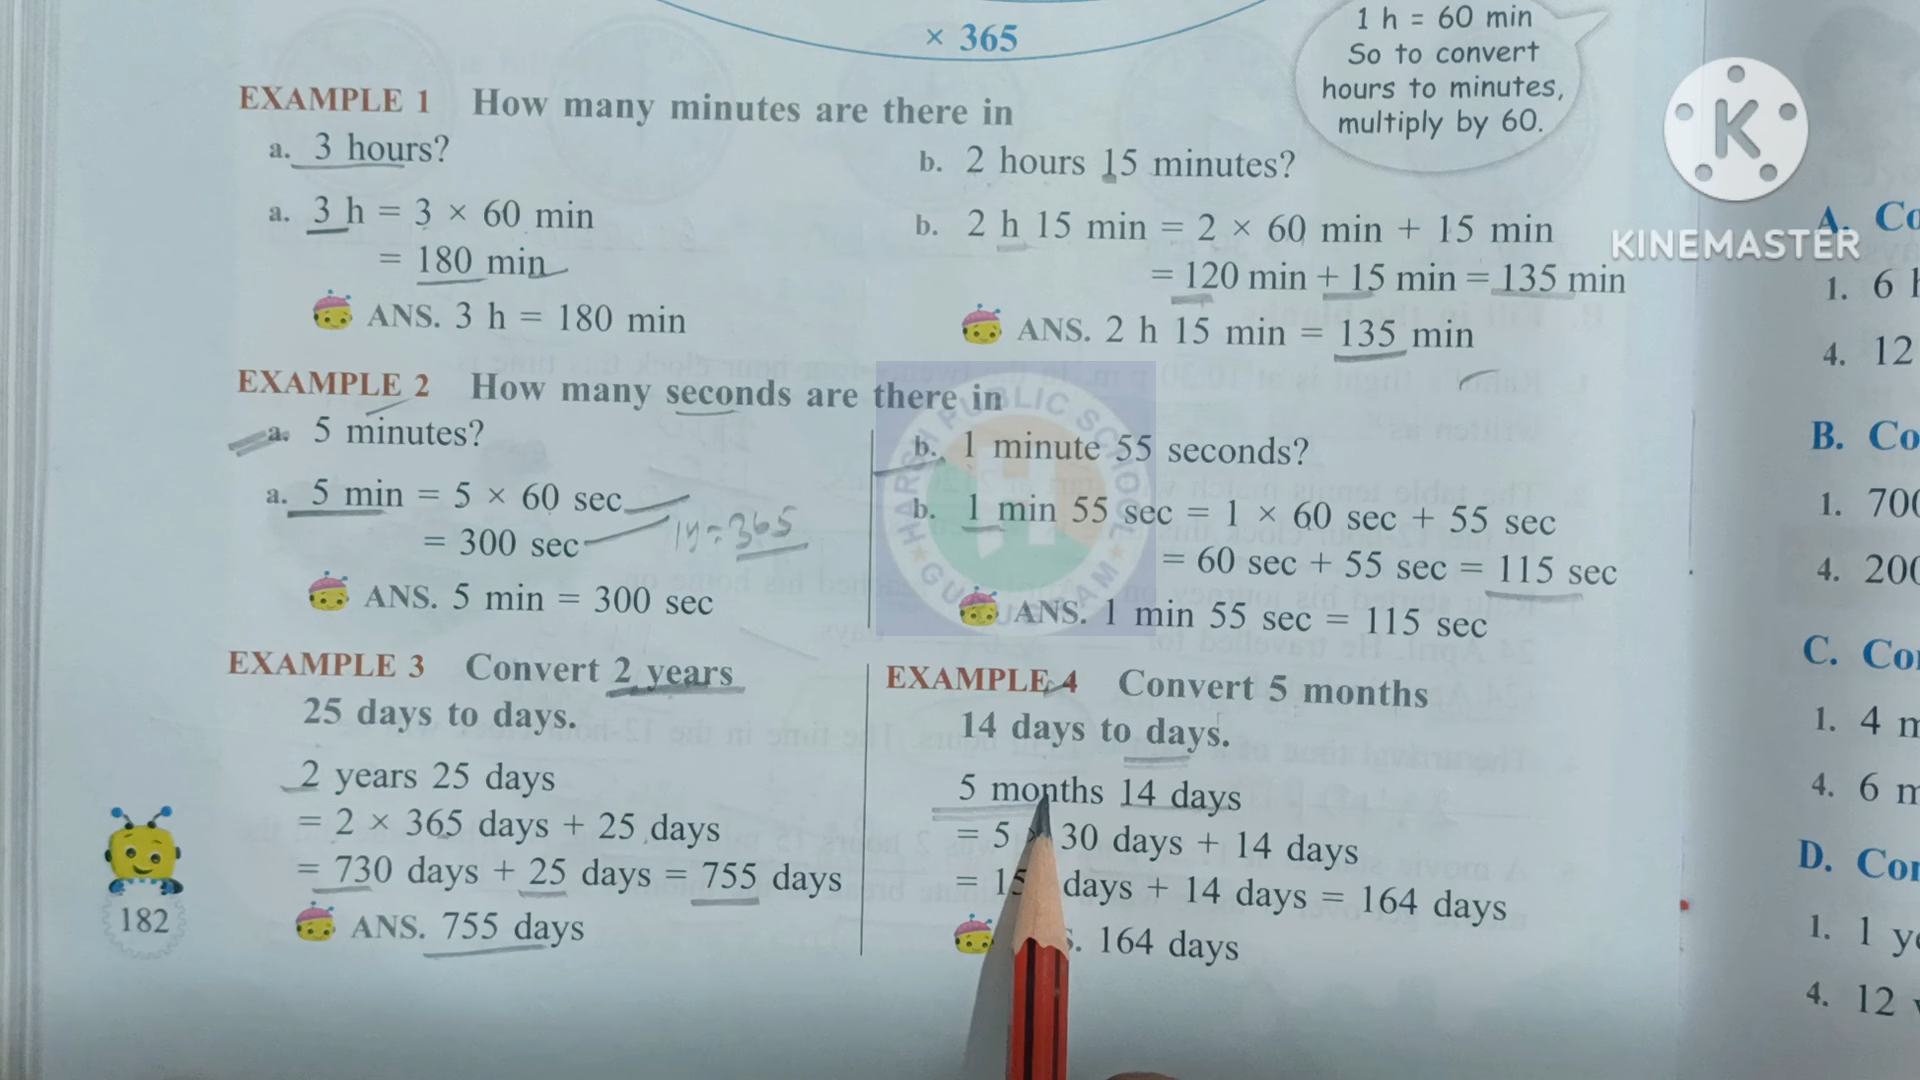 × 365
1 h = 60 min
So to convert
hours to minutes,
multiply by 60.
KINEMASTER
EXAMPLE 1 How many minutes are there in
a. 3 hours?
b. 2 hours 15 minutes?
a. 3 h = 3 × 60 min
= 180 min
ANS. 3 h = 180 min
b. 2 h 15 min = 2 × 60 min + 15 min
= 120 min + 15 min = 135 min
ANS. 2 h 15 min = 135 min
EXAMPLE 2 How many seconds are there in
a. 5 minutes?
b. 1 minute 55 seconds?
a. 5 min = 5 × 60 sec
= 300 sec
1y = 365
ANS. 5 min = 300 sec
b. 1 min 55 sec = 1 × 60 sec + 55 sec
= 60 sec + 55 sec = 115 sec
ANS. 1 min 55 sec = 115 sec
EXAMPLE 3 Convert 2 years
25 days to days.
2 years 25 days
= 2 × 365 days + 25 days
= 730 days + 25 days = 755 days
ANS. 755 days
EXAMPLE 4 Convert 5 months
14 days to days.
5 months 14 days
= 5 × 30 days + 14 days
= 15 days + 14 days = 164 days
164 days
182
HARSH PUBLIC SCHOOL
A. Co
1. 6 h
4. 12
B. Co
1. 700
4. 200
C. Con
1. 4 m
4. 6 m
D. Con
1. 1 ye
4. 12